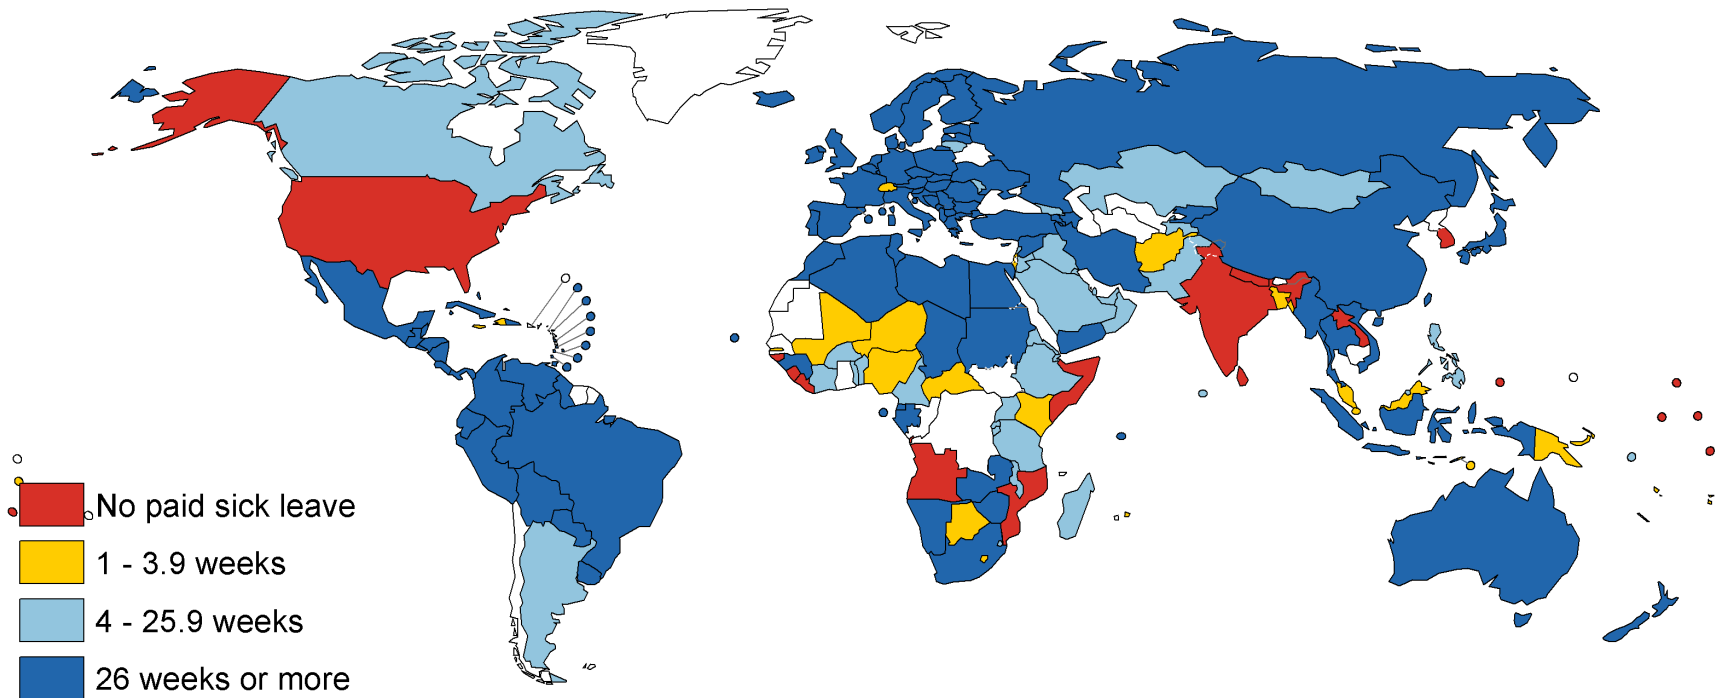 No paid sick leave
1 - 3.9 weeks
4 - 25.9 weeks
26 weeks or more